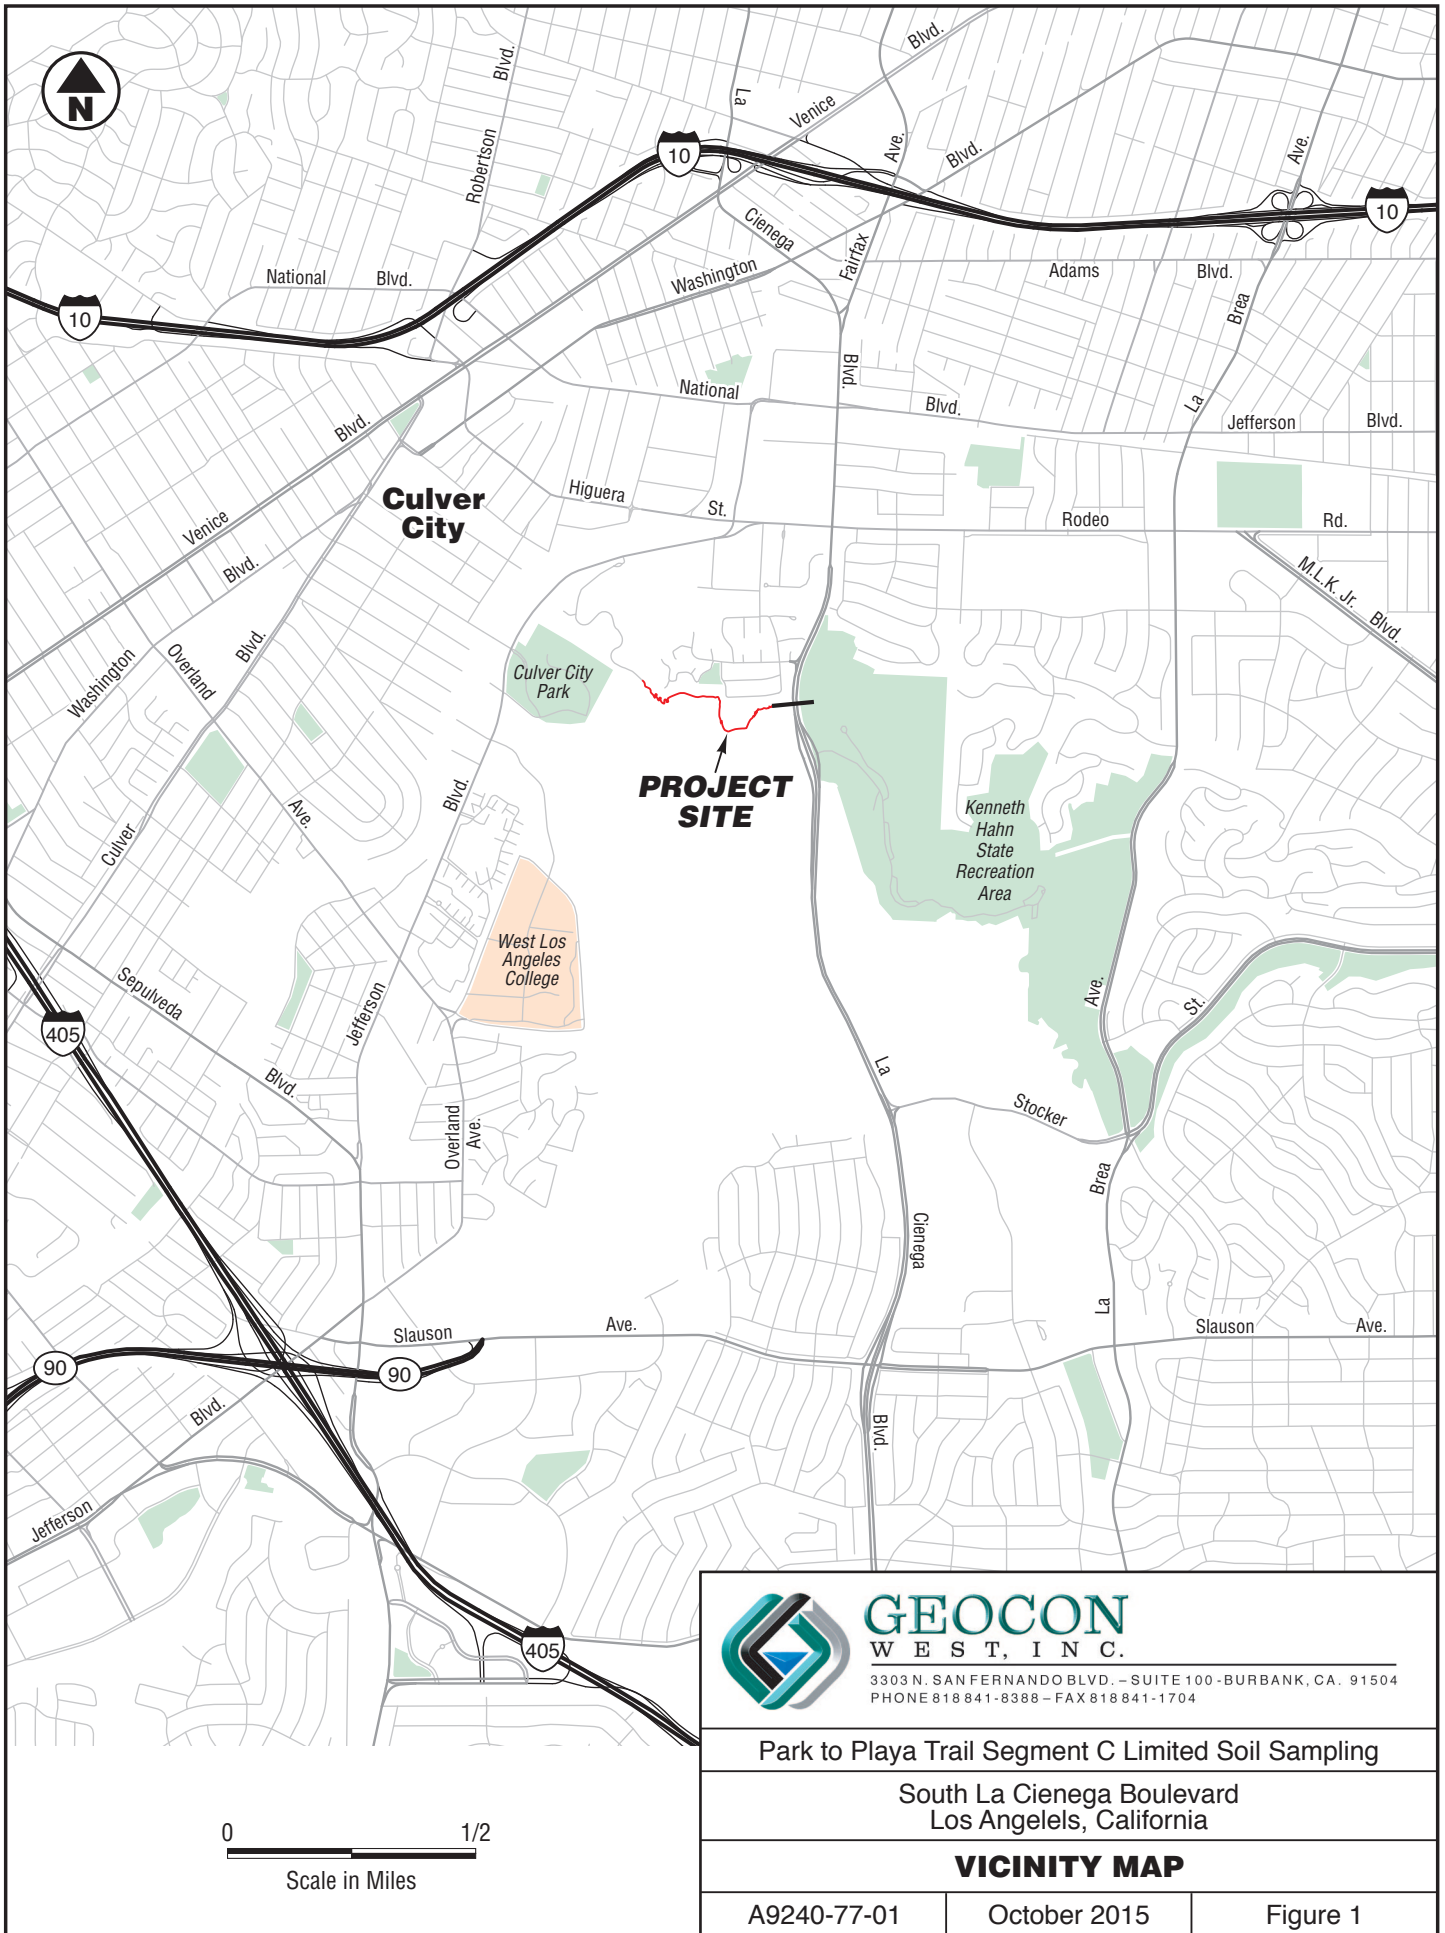 N
Blvd.
La
Blvd.
Venice
10
Robertson
Ave.
Blvd.
Ave.
10
Cienega
Fairfax
Washington
Adams
Blvd.
National
Blvd.
10
Brea
Blvd.
National
Blvd.
La
Jefferson
Blvd.
Blvd.
Culver
City
Higuera
St.
Rodeo
Rd.
Venice
Blvd.
M.L.K. Jr.
Blvd.
Washington
Overland
Blvd.
Culver City
Park
PROJECT
SITE
Blvd.
Ave.
Culver
Kenneth
Hahn
State
Recreation
Area
West Los
Angeles
College
Sepulveda
Jefferson
Ave.
St.
405
Blvd.
La
Overland
Ave.
Stocker
Brea
Cienega
La
Slauson
Ave.
Slauson
Ave.
90
90
Blvd.
Blvd.
Jefferson
405
GEOCON
WEST, INC.
3303 N. SAN FERNANDO BLVD. – SUITE 100 - BURBANK, CA. 91504
PHONE 818 841-8388 – FAX 818 841-1704
Park to Playa Trail Segment C Limited Soil Sampling
South La Cienega Boulevard
Los Angelels, California
0 1/2
Scale in Miles
VICINITY MAP
A9240-77-01 October 2015 Figure 1